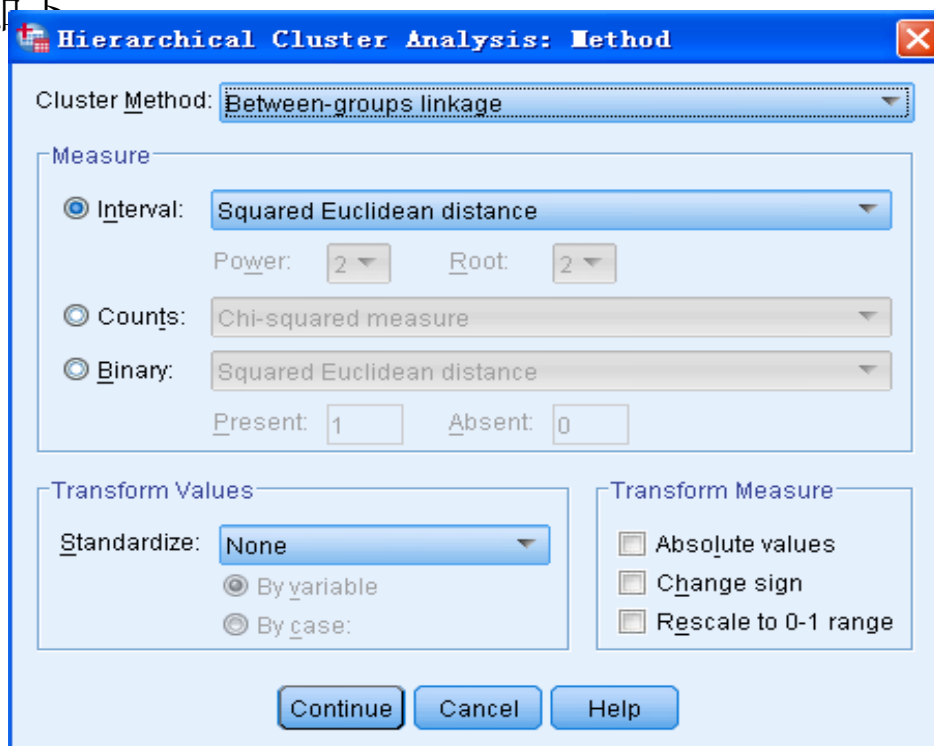 Hierarchical Cluster Analysis: Method
Cluster Method: Between-groups linkage
Measure
Interval: Squared Euclidean distance
Power: 2 Root: 2
Counts: Chi-squared measure
Binary: Squared Euclidean distance
Present: 1 Absent: 0
Transform Values
Standardize: None
By variable
By case:
Transform Measure
Absolute values
Change sign
Rescale to 0-1 range
Continue Cancel Help